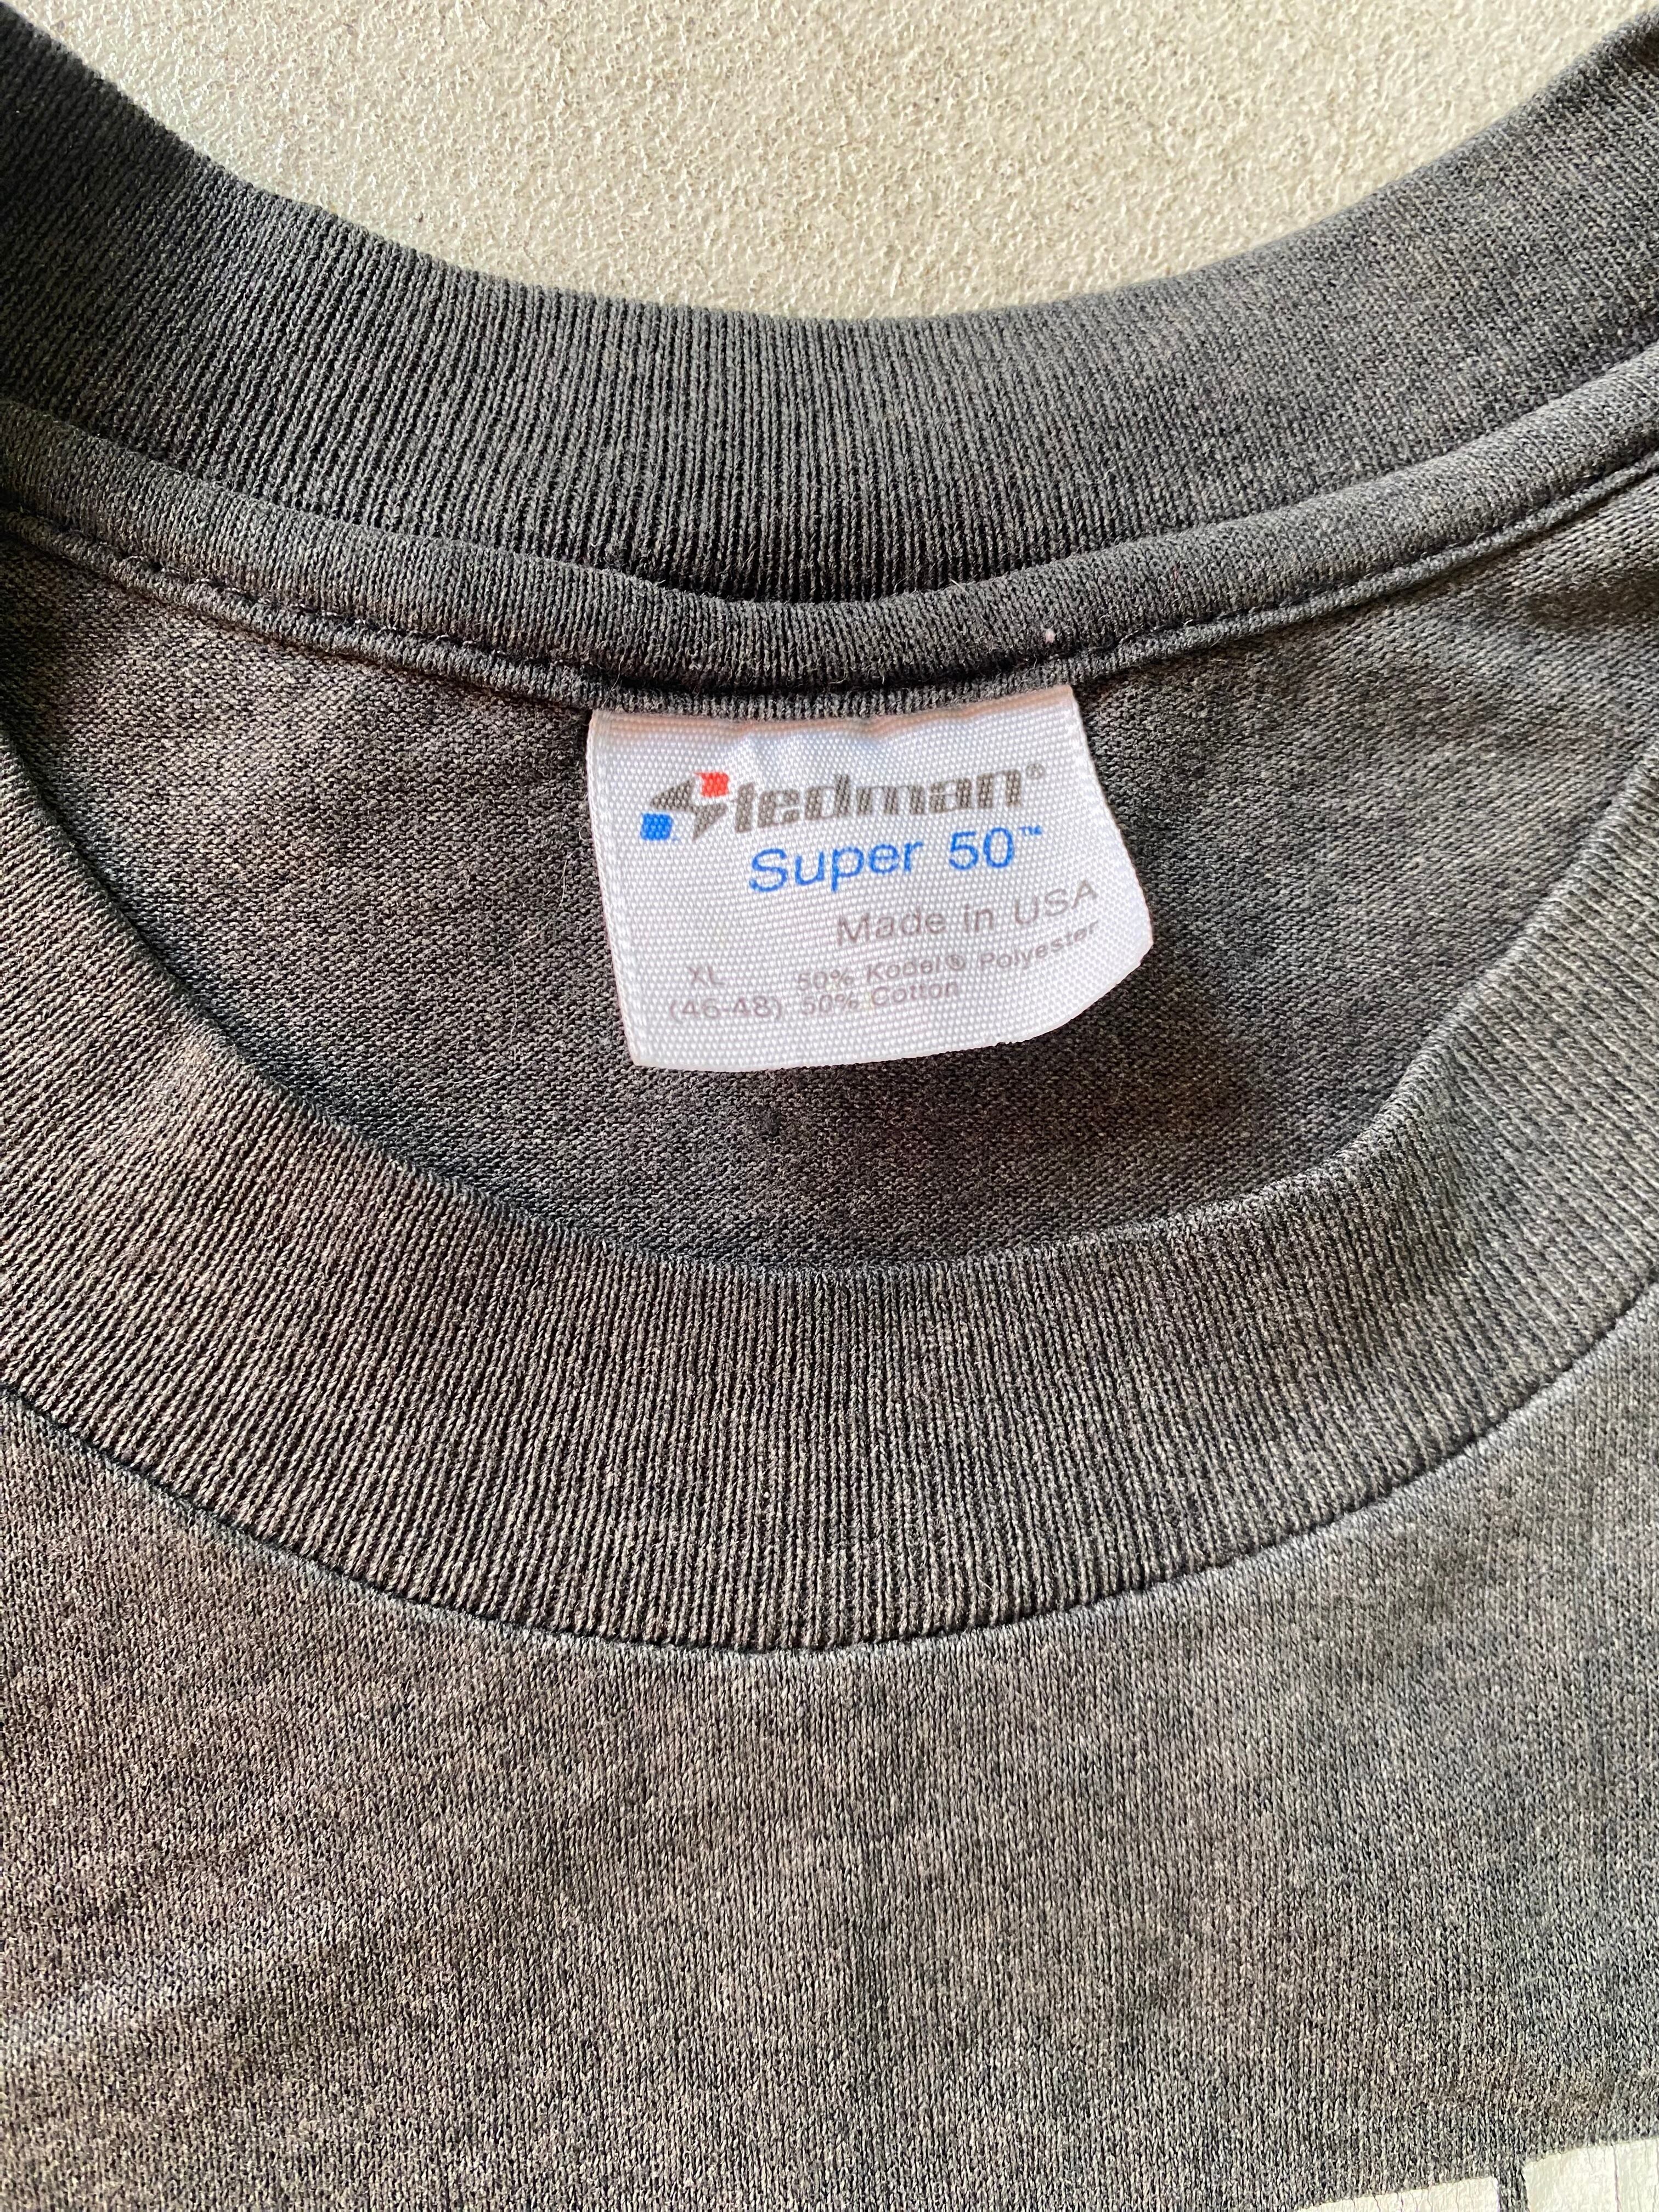 Stedman®
Super 50™
Made in USA
XL 50% Kodel® Polyester
(46-48) 50% Cotton